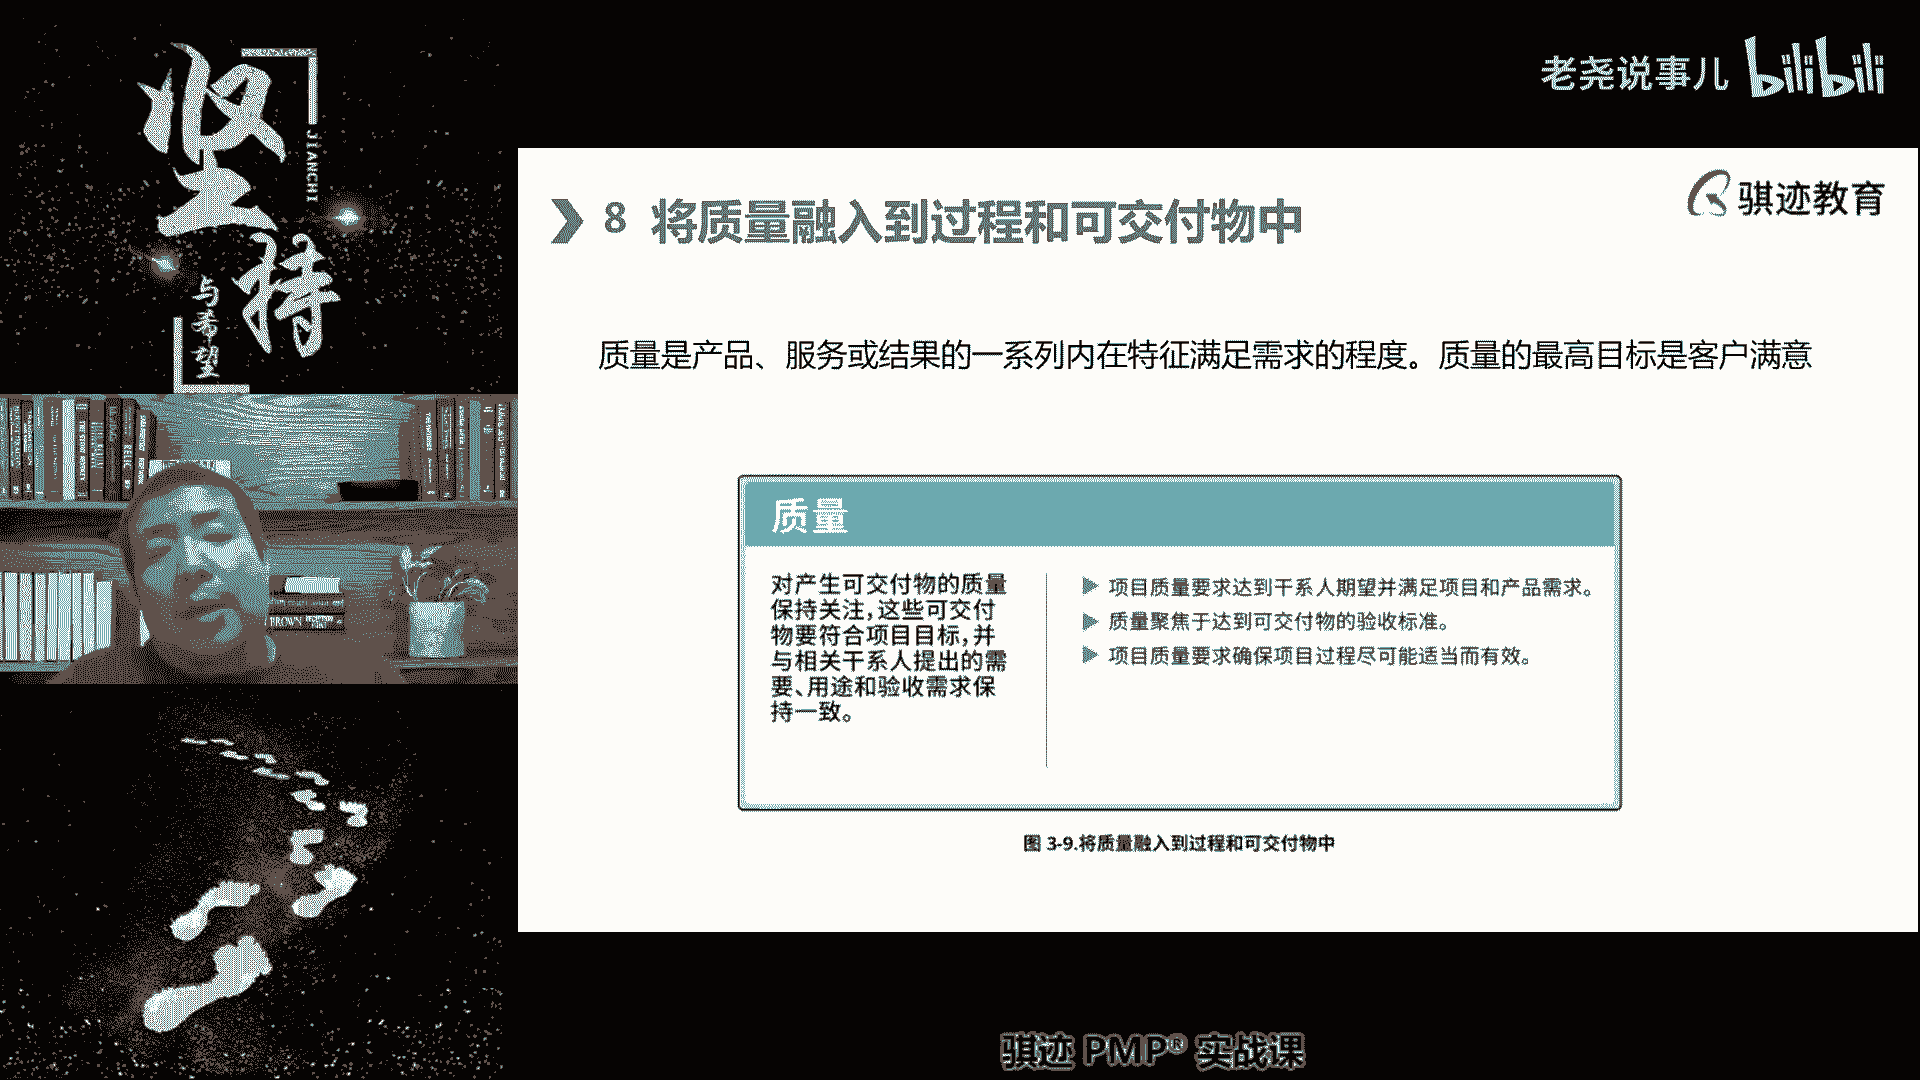 坚持
JIANCHI
与希望
老尧说事儿 bilibili
骐迹教育
8 将质量融入到过程和可交付物中
质量是产品、服务或结果的一系列内在特征满足需求的程度。质量的最高目标是客户满意
质量
对产生可交付物的质量
保持关注，这些可交付
物要符合项目目标，并
与相关干系人提出的需
要、用途和验收需求保
持一致。
项目质量要求达到干系人期望并满足项目和产品需求。
质量聚焦于达到可交付物的验收标准。
项目质量要求确保项目过程尽可能适当而有效。
图 3-9.将质量融入到过程和可交付物中
BROWN
骐迹 PMP® 实战课